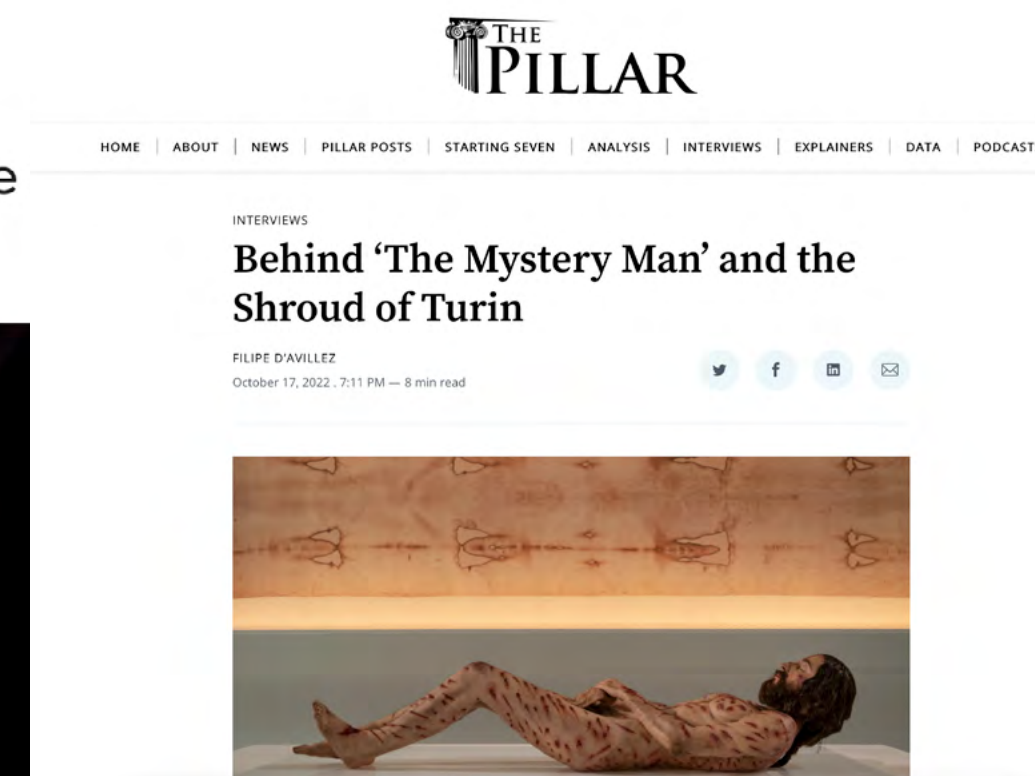 THE
PILLAR
HOME
ABOUT
NEWS
PILLAR POSTS
STARTING SEVEN
ANALYSIS
INTERVIEWS
EXPLAINERS
DATA
PODCAST
e
INTERVIEWS
Behind ‘The Mystery Man’ and the
Shroud of Turin
FILIPE D'AVILLEZ
October 17, 2022 . 7:11 PM — 8 min read